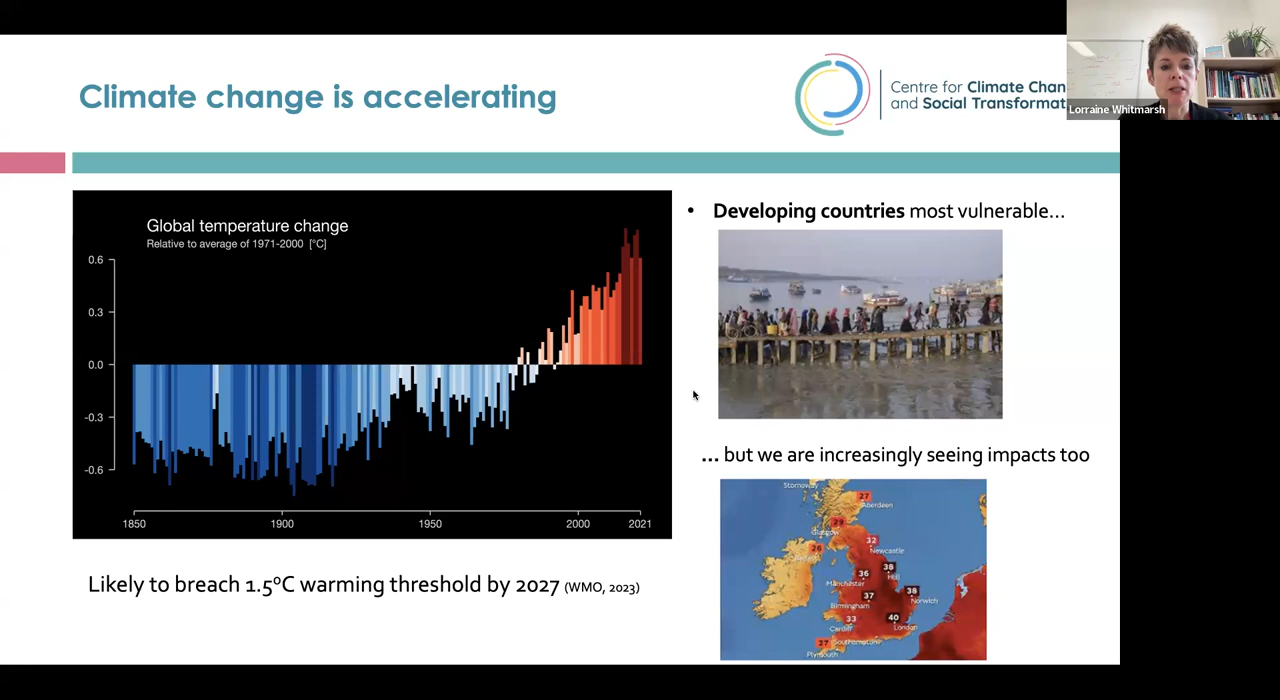 Climate change is accelerating
Centre for Climate Chan
and Social Transformat
Lorraine Whitmarsh
Global temperature change
Relative to average of 1971-2000 [°C]
0.6
0.3
0.0
-0.3
-0.6
1850
1900
1950
2000
2021
Likely to breach 1.5°C warming threshold by 2027 (WMO, 2023)
• Developing countries most vulnerable...
... but we are increasingly seeing impacts too
Stornoway
27
Aberdeen
29
Glasgow
26
32
Newcastle
38
Hull
36
Manchester
38
Norwich
37
Birmingham
33
Cardiff
40
London
Southampton
27
Plymouth